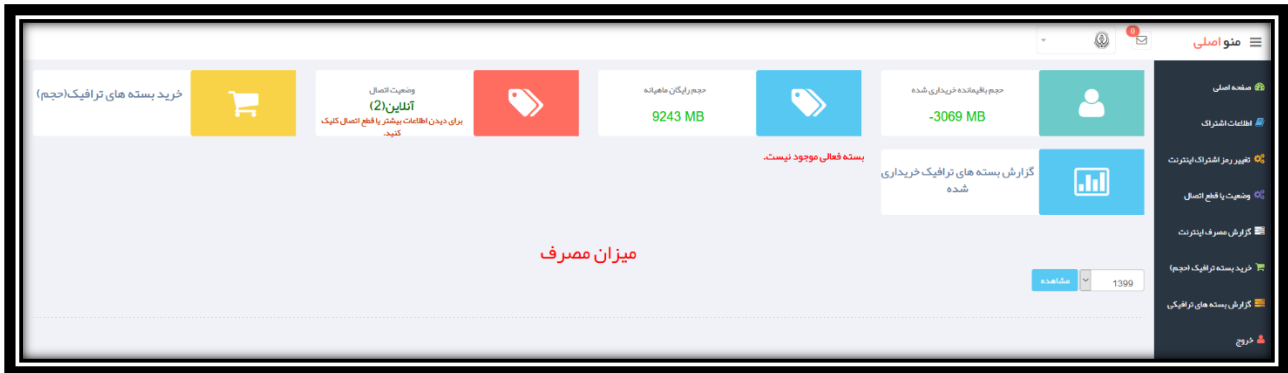 منو اصلی
0
صفحه اصلی
اطلاعات اشتراک
تغییر رمز اشتراک اینترنت
وضعیت یا قطع اتصال
گزارش مصرف اینترنت
خرید بسته ترافیک (حجم)
گزارش بسته های ترافیکی
خروج
حجم باقیمانده خریداری شده
-3069 MB
حجم رایگان ماهیانه
9243 MB
وضعیت اتصال
آنلاین(2)
برای دیدن اطلاعات بیشتر یا قطع اتصال کلیک
کنید.
خرید بسته های ترافیک(حجم)
گزارش بسته های ترافیک خریداری
شده
بسته فعالی موجود نیست.
میزان مصرف
1399
مشاهده